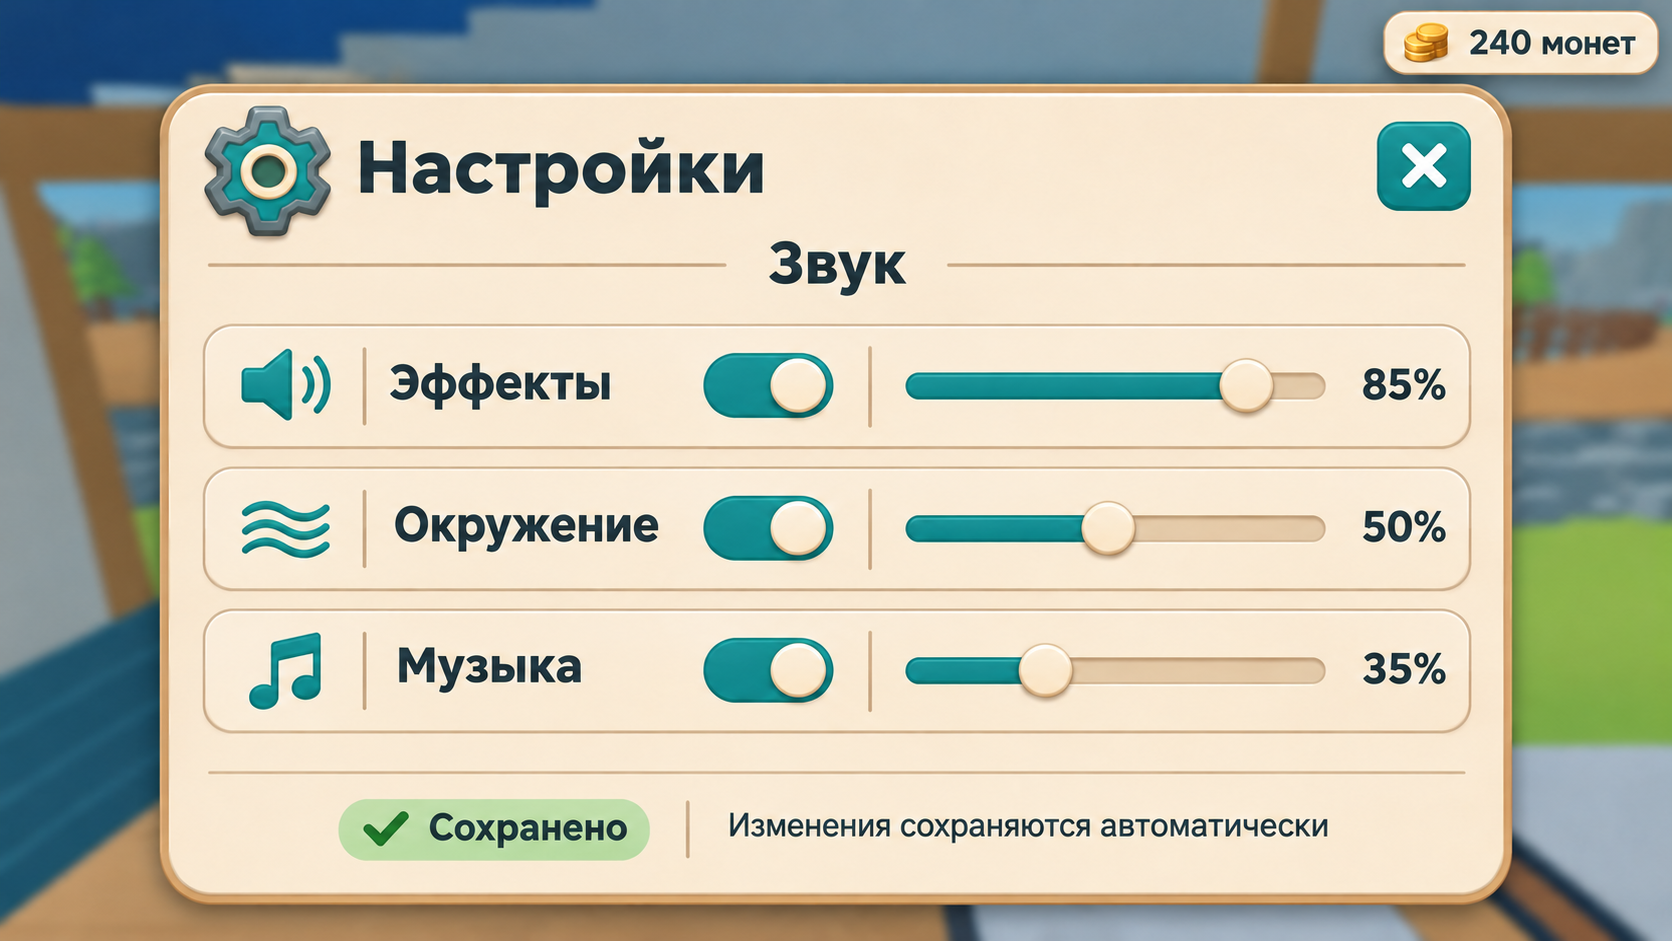 240 монет
Настройки
Звук
Эффекты
85%
Окружение
50%
Музыка
35%
Сохранено
Изменения сохраняются автоматически